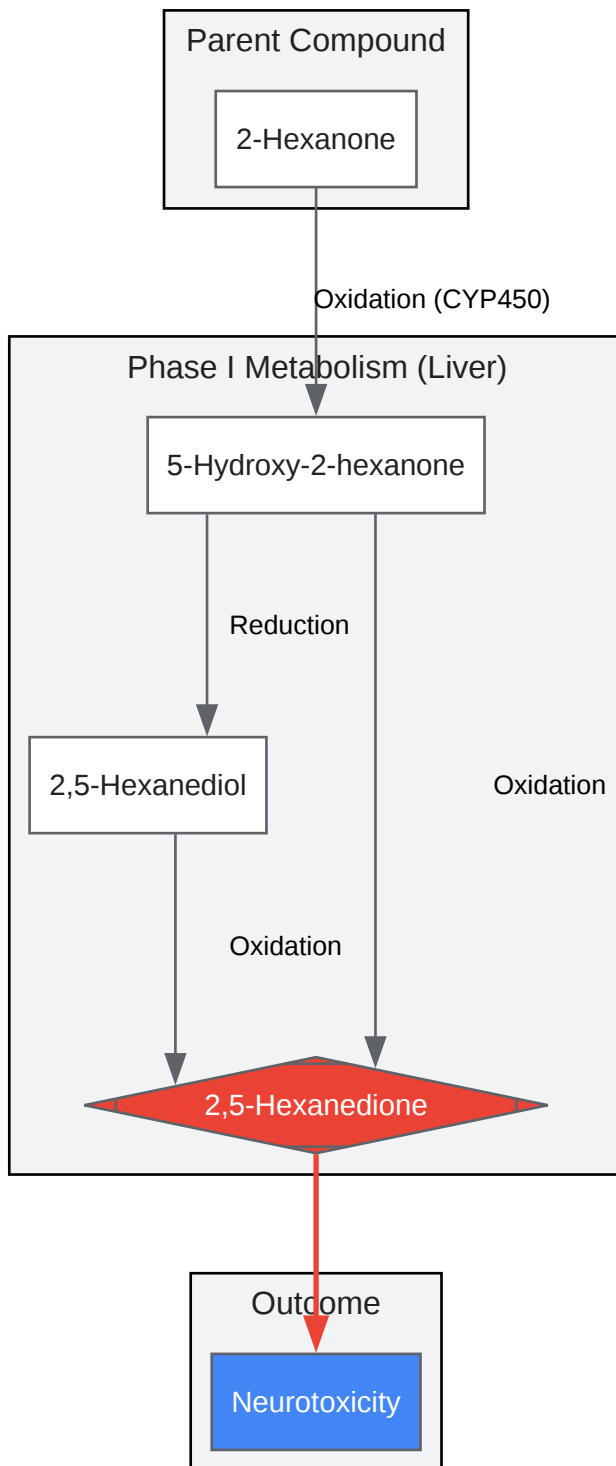 Parent Compound
2-Hexanone
Oxidation (CYP450)
Phase I Metabolism (Liver)
5-Hydroxy-2-hexanone
Reduction
2,5-Hexanediol
Oxidation
Oxidation
2,5-Hexanedione
Outcome
Neurotoxicity